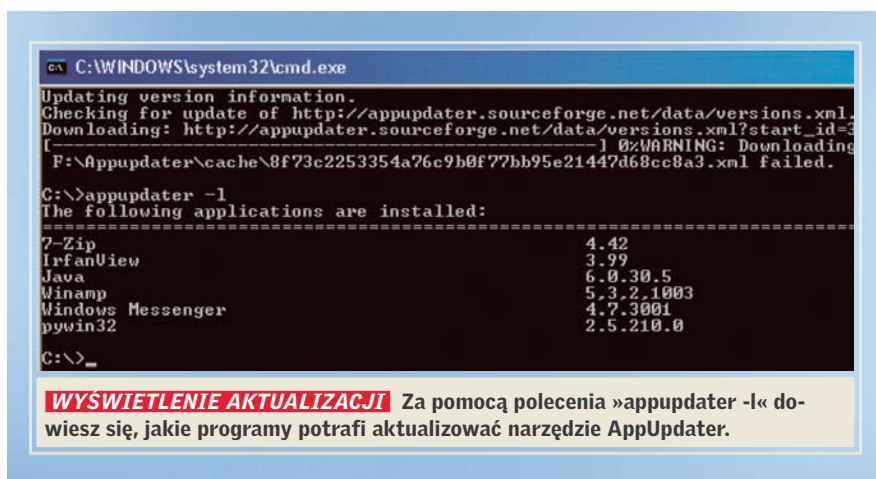 C:\WINDOWS\system32\cmd.exe
Updating version information.
Checking for update of http://appupdater.sourceforge.net/data/versions.xml.
Downloading: http://appupdater.sourceforge.net/data/versions.xml?start_id=3
[----------------------------------------------------------] 0%WARNING: Downloading
F:\Appupdater\cache\8f73c2253354a76c9b0f77bb95e21447d68cc8a3.xml failed.
C:\>appupdater -l
The following applications are installed:
================================================================================
7-Zip 4.42
IrfanView 3.99
Java 6.0.30.5
Winamp 5,3,2,1003
Windows Messenger 4.7.3001
pywin32 2.5.210.0
C:\>_
WYŚWIETLENIE AKTUALIZACJI Za pomocą polecenia »appupdater -l« do-
wiesz się, jakie programy potrafi aktualizować narzędzie AppUpdater.